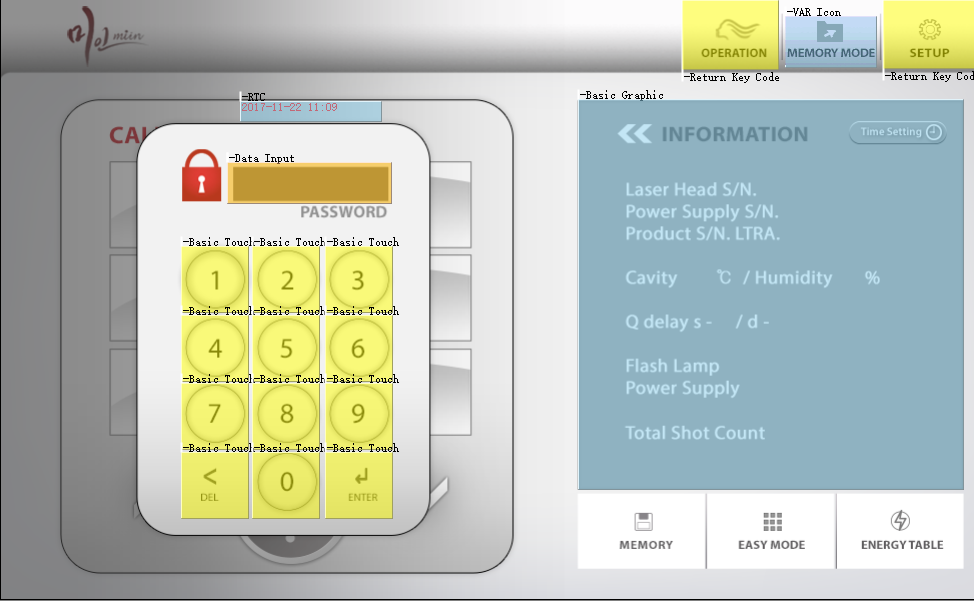 미인 miin
-VAR Icon
OPERATION
MEMORY MODE
SETUP
-Return Key Code
-Return Key Cod
-RTC
2017-11-22 11:09
-Basic Graphic
CAL
-Data Input
PASSWORD
-Basic Touch
-Basic Touch
-Basic Touch
1
2
3
-Basic Touch
-Basic Touch
-Basic Touch
4
5
6
-Basic Touch
-Basic Touch
-Basic Touch
7
8
9
-Basic Touch
-Basic Touch
-Basic Touch
<
DEL
0
ENTER
INFORMATION
Time Setting
Laser Head S/N.
Power Supply S/N.
Product S/N. LTRA.
Cavity ℃ / Humidity %
Q delay s - / d -
Flash Lamp
Power Supply
Total Shot Count
MEMORY
EASY MODE
ENERGY TABLE